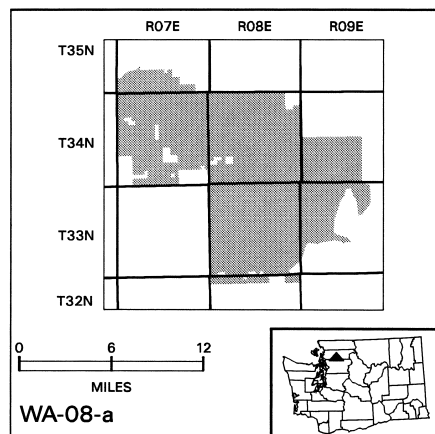 R07E R08E R09E
T35N
T34N
T33N
T32N
0 6 12
MILES
WA-08-a